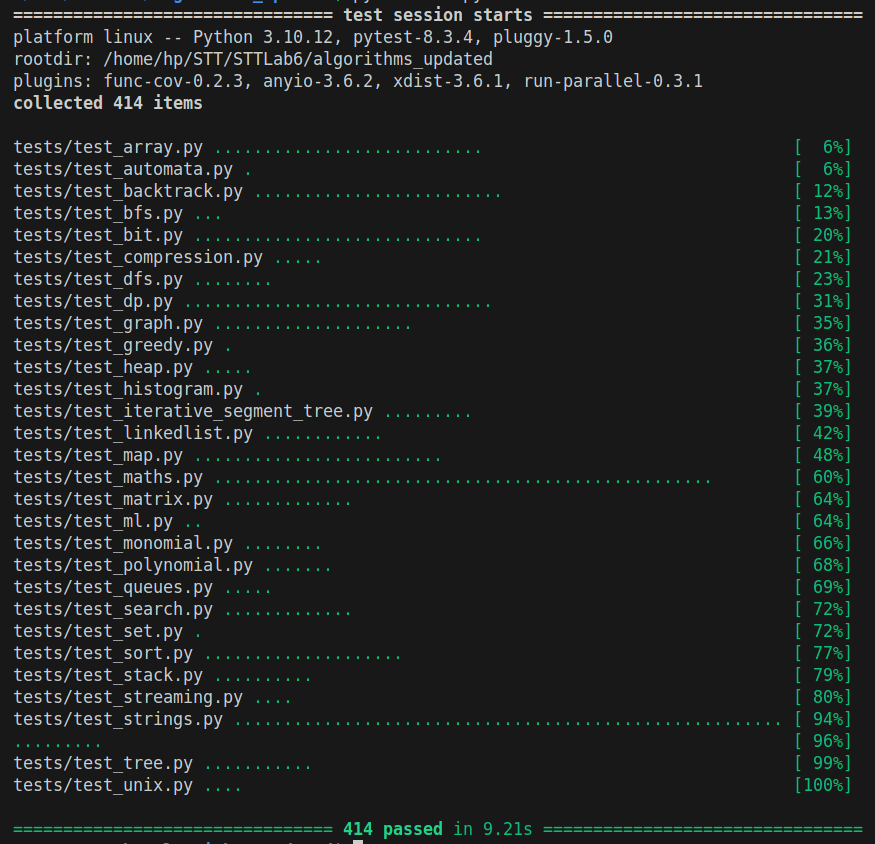 ============================== test session starts ================================
platform linux -- Python 3.10.12, pytest-8.3.4, pluggy-1.5.0
rootdir: /home/hp/STT/STTLab6/algorithms_updated
plugins: func-cov-0.2.3, anyio-3.6.2, xdist-3.6.1, run-parallel-0.3.1
collected 414 items
tests/test_array.py ........................... [  6%]
tests/test_automata.py . [  6%]
tests/test_backtrack.py ......................... [ 12%]
tests/test_bfs.py ... [ 13%]
tests/test_bit.py ............................. [ 20%]
tests/test_compression.py ..... [ 21%]
tests/test_dfs.py ........ [ 23%]
tests/test_dp.py ............................... [ 31%]
tests/test_graph.py .................... [ 35%]
tests/test_greedy.py . [ 36%]
tests/test_heap.py ..... [ 37%]
tests/test_histogram.py . [ 37%]
tests/test_iterative_segment_tree.py ......... [ 39%]
tests/test_linkedlist.py ............ [ 42%]
tests/test_map.py ......................... [ 48%]
tests/test_maths.py .................................................. [ 60%]
tests/test_matrix.py ............. [ 64%]
tests/test_ml.py .. [ 64%]
tests/test_monomial.py ........ [ 66%]
tests/test_polynomial.py ....... [ 68%]
tests/test_queues.py ..... [ 69%]
tests/test_search.py ............. [ 72%]
tests/test_set.py . [ 72%]
tests/test_sort.py .................... [ 77%]
tests/test_stack.py .......... [ 79%]
tests/test_streaming.py .... [ 80%]
tests/test_strings.py ....................................................... [ 94%]
......... [ 96%]
tests/test_tree.py ........... [ 99%]
tests/test_unix.py .... [100%]
================================ 414 passed in 9.21s ================================